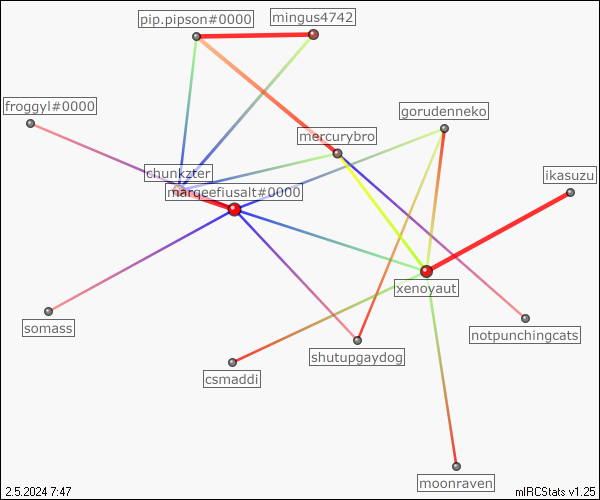 pip.pipson#0000
mingus4742
froggyl#0000
gorudenneko
mercurybro
chunkzter
ikasuzu
margeefiusalt#0000
xenoyaut
somass
notpunchingcats
shutupgaydog
csmaddi
moonraven
2.5.2024 7:47
mIRCStats v1.25